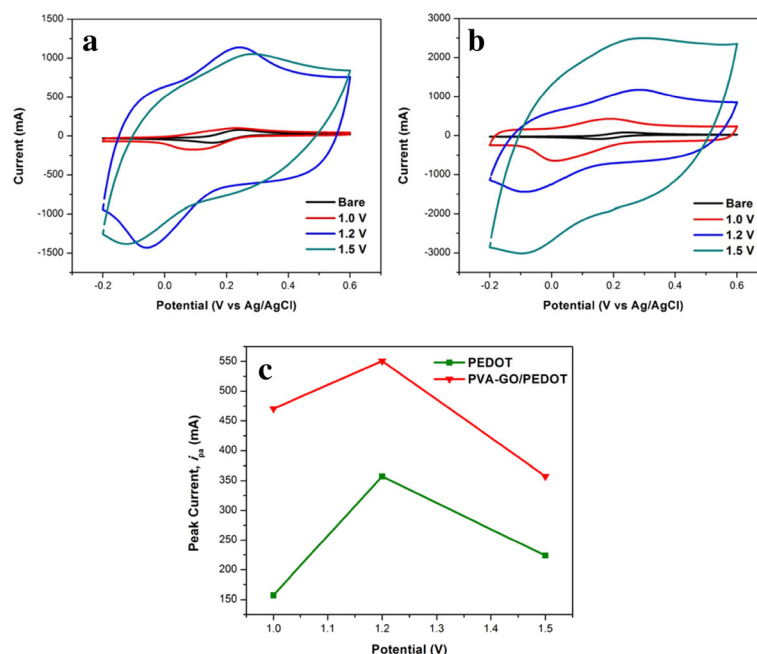 a
1500
1000
500
0
-500
-1000
-1500
Current (mA)
Bare
1.0 V
1.2 V
1.5 V
-0.2 0.0 0.2 0.4 0.6
Potential (V vs Ag/AgCl)
b
3000
2000
1000
0
-1000
-2000
-3000
Current (mA)
Bare
1.0 V
1.2 V
1.5 V
-0.2 0.0 0.2 0.4 0.6
Potential (V vs Ag/AgCl)
c
550
500
450
400
350
300
250
200
150
Peak Current, ipa (mA)
PEDOT
PVA-GO/PEDOT
1.0 1.1 1.2 1.3 1.4 1.5
Potential (V)